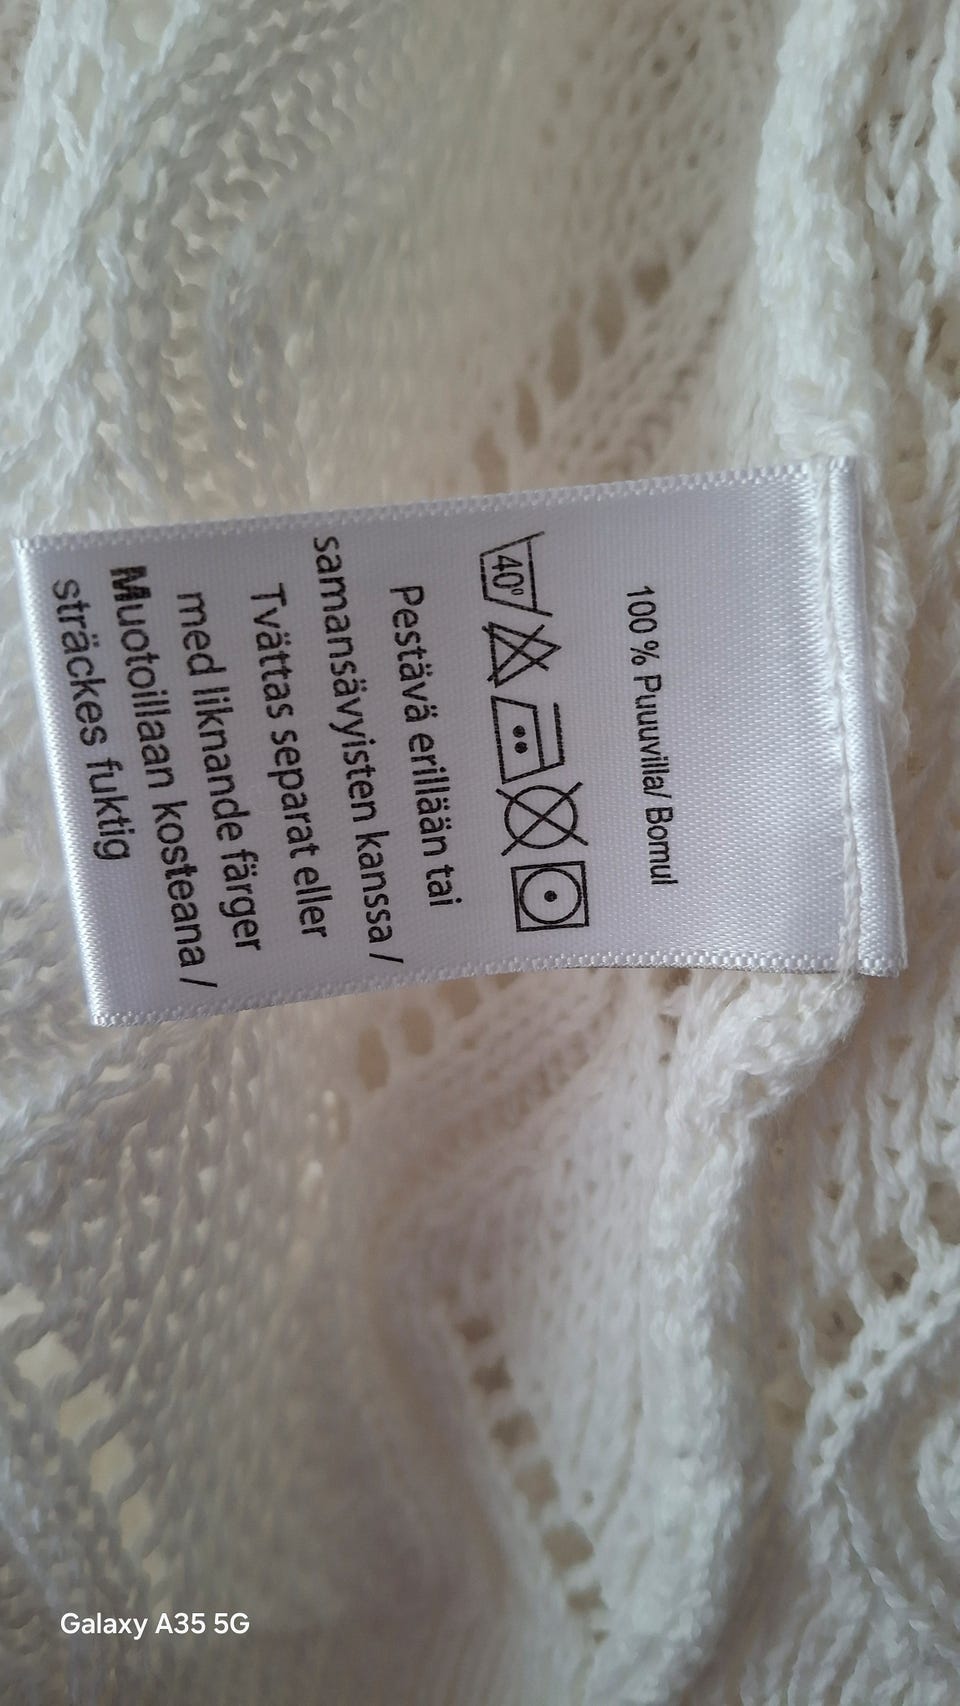 100 % Puuuvilla/ Bomul
40°
Pestävä erillään tai
samansävyisten kanssa /
Tvättas separat eller
med liknande färger
Muotoillaan kosteana /
sträckes fuktig
Galaxy A35 5G